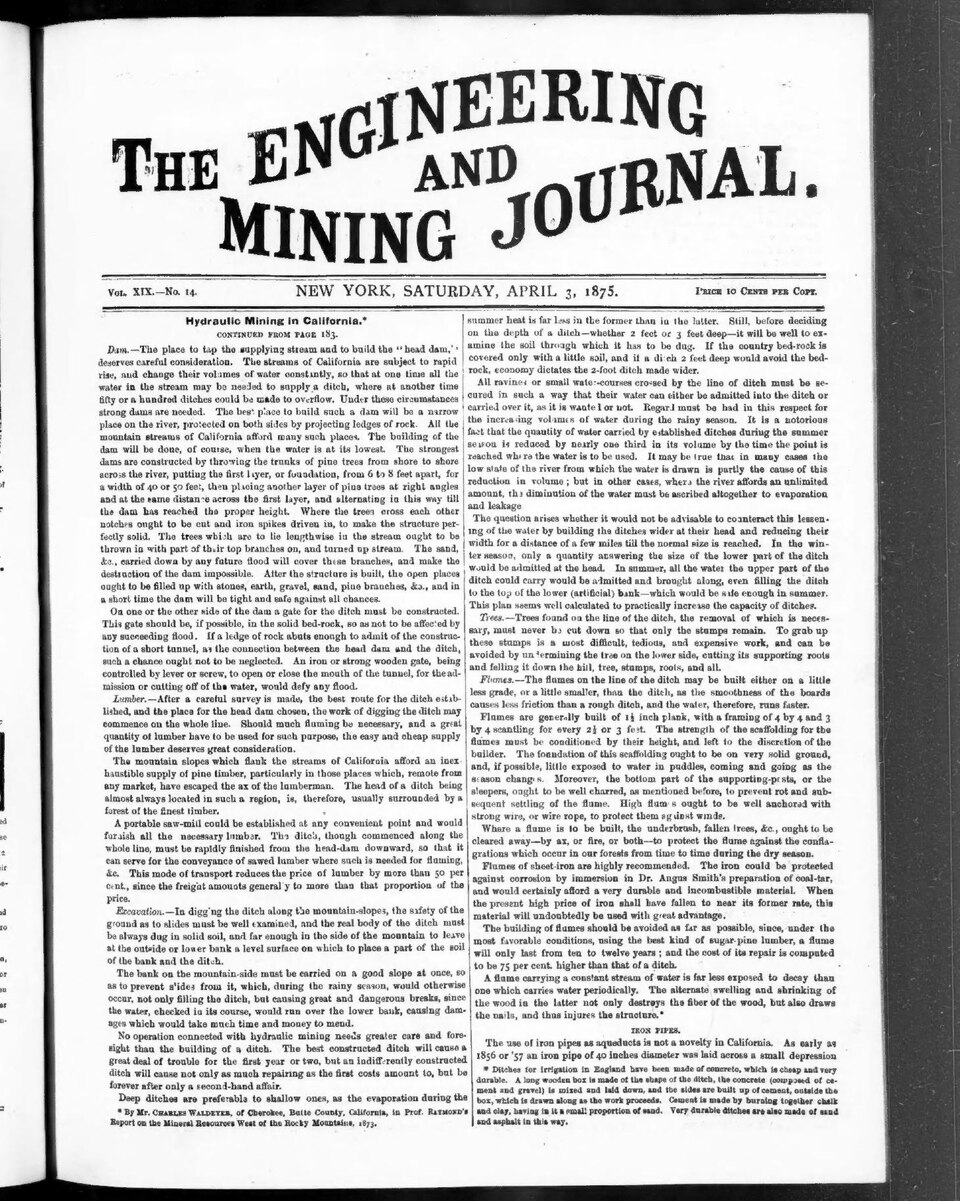 THE ENGINEERING
AND
MINING JOURNAL.
VOL. XIX.—No. 14.
NEW YORK, SATURDAY, APRIL 3, 1875.
PRICE 10 CENTS PER COPY.
Hydraulic Mining in California.*
CONTINUED FROM PAGE 183.
Dam.—The place to tap the supplying stream and to build the "head dam,"
deserves careful consideration. The streams of California are subject to rapid
rise, and change their volumes of water constantly, so that at one time all the
water in the stream may be needed to supply a ditch, where at another time
fifty or a hundred ditches could be made to overflow. Under these circumstances
strong dams are needed. The best place to build such a dam will be a narrow
place on the river, protected on both sides by projecting ledges of rock. All the
mountain streams of California afford many such places. The building of the
dam will be done, of course, when the water is at its lowest. The strongest
dams are constructed by throwing the trunks of pine trees from shore to shore
across the river, putting the first layer, or foundation, from 6 to 8 feet apart, for
a width of 40 or 50 feet, then placing another layer of pine trees at right angles
and at the same distance across the first layer, and alternating in this way till
the dam has reached the proper height. Where the trees cross each other
notches ought to be cut and iron spikes driven in, to make the structure per-
fectly solid. The trees which are to lie lengthwise in the stream ought to be
thrown in with part of their top branches on, and turned up stream. The sand,
&c., carried down by any future flood will cover these branches, and make the
destruction of the dam impossible. After the structure is built, the open places
ought to be filled up with stones, earth, gravel, sand, pine branches, &c., and in
a short time the dam will be tight and safe against all chances.
On one or the other side of the dam a gate for the ditch must be constructed.
This gate should be, if possible, in the solid bed-rock, so as not to be affected by
any succeeding flood. If a ledge of rock abuts enough to admit of the construc-
tion of a short tunnel, as the connection between the head dam and the ditch,
such a chance ought not to be neglected. An iron or strong wooden gate, being
controlled by lever or screw, to open or close the mouth of the tunnel, for the ad-
mission or cutting off of the water, would defy any flood.
Lumber.—After a careful survey is made, the best route for the ditch estab-
lished, and the place for the head dam chosen, the work of digging the ditch may
commence on the whole line. Should much fluming be necessary, and a great
quantity of lumber have to be used for such purpose, the easy and cheap supply
of the lumber deserves great consideration.
The mountain slopes which flank the streams of California afford an inex
haustible supply of pine timber, particularly in those places which, remote from
any market, have escaped the ax of the lumberman. The head of a ditch being
almost always located in such a region, is, therefore, usually surrounded by a
forest of the finest timber.
A portable saw-mill could be established at any convenient point and would
furnish all the necessary lumber. The ditch, though commenced along the
whole line, must be rapidly finished from the head-dam downward, so that it
can serve for the conveyance of sawed lumber where such is needed for fluming,
&c. This mode of transport reduces the price of lumber by more than 50 per
cent., since the freight amounts generally to more than that proportion of the
price.
Excavation.—In digging the ditch along the mountain-slopes, the safety of the
ground as to slides must be well examined, and the real body of the ditch must
be always dug in solid soil, and far enough in the side of the mountain to leave
at the outside or lower bank a level surface on which to place a part of the soil
of the bank and the ditch.
The bank on the mountain-side must be carried on a good slope at once, so
as to prevent slides from it, which, during the rainy season, would otherwise
occur, not only filling the ditch, but causing great and dangerous breaks, since
the water, checked in its course, would run over the lower bank, causing dam-
ages which would take much time and money to mend.
No operation connected with hydraulic mining needs greater care and fore-
sight than the building of a ditch. The best constructed ditch will cause a
great deal of trouble for the first year or two, but an indifferently constructed
ditch will cause not only as much repairing as the first costs amount to, but be
forever after only a second-hand affair.
Deep ditches are preferable to shallow ones, as the evaporation during the
* By MR. CHARLES WALDEYER, of Cherokee, Butte County, California, in Prof. RAYMOND'S
Report on the Mineral Resources West of the Rocky Mountains, 1873.
summer heat is far less in the former than in the latter. Still, before deciding
on the depth of a ditch—whether 2 feet or 3 feet deep—it will be well to ex-
amine the soil through which it has to be dug. If the country bed-rock is
covered only with a little soil, and if a ditch 2 feet deep would avoid the bed-
rock, economy dictates the 2-foot ditch made wider.
All ravines or small water-courses crossed by the line of ditch must be se-
cured in such a way that their water can either be admitted into the ditch or
carried over it, as it is wanted or not. Regard must be had in this respect for
the increasing volumes of water during the rainy season. It is a notorious
fact that the quantity of water carried by established ditches during the summer
season is reduced by nearly one third in its volume by the time the point is
reached where the water is to be used. It may be true that in many cases the
low state of the river from which the water is drawn is partly the cause of this
reduction in volume; but in other cases, where the river affords an unlimited
amount, the diminution of the water must be ascribed altogether to evaporation
and leakage
The question arises whether it would not be advisable to counteract this lessen-
ing of the water by building the ditches wider at their head and reducing their
width for a distance of a few miles till the normal size is reached. In the win-
ter season, only a quantity answering the size of the lower part of the ditch
would be admitted at the head. In summer, all the water the upper part of the
ditch could carry would be admitted and brought along, even filling the ditch
to the top of the lower (artificial) bank—which would be safe enough in summer.
This plan seems well calculated to practically increase the capacity of ditches.
Trees.—Trees found on the line of the ditch, the removal of which is neces-
sary, must never be cut down so that only the stumps remain. To grub up
these stumps is a most difficult, tedious, and expensive work, and can be
avoided by undermining the tree on the lower side, cutting its supporting roots
and felling it down the hill, tree, stumps, roots, and all.
Flumes.—The flumes on the line of the ditch may be built either on a little
less grade, or a little smaller, than the ditch, as the smoothness of the boards
causes less friction than a rough ditch, and the water, therefore, runs faster.
Flumes are generally built of 1½ inch plank, with a framing of 4 by 4 and 3
by 4 scantling for every 2½ or 3 feet. The strength of the scaffolding for the
flumes must be conditioned by their height, and left to the discretion of the
builder. The foundation of this scaffolding ought to be on very solid ground,
and, if possible, little exposed to water in puddles, coming and going as the
season changes. Moreover, the bottom part of the supporting-posts, or the
sleepers, ought to be well charred, as mentioned before, to prevent rot and sub-
sequent settling of the flume. High flumes ought to be well anchored with
strong wire, or wire rope, to protect them against winds.
Where a flume is to be built, the underbrush, fallen trees, &c., ought to be
cleared away—by ax, or fire, or both—to protect the flume against the confla-
grations which occur in our forests from time to time during the dry season.
Flumes of sheet-iron are highly recommended. The iron could be protected
against corrosion by immersion in Dr. Angus Smith's preparation of coal-tar,
and would certainly afford a very durable and incombustible material. When
the present high price of iron shall have fallen to near its former rate, this
material will undoubtedly be used with great advantage.
The building of flumes should be avoided as far as possible, since, under the
most favorable conditions, using the best kind of sugar-pine lumber, a flume
will only last from ten to twelve years; and the cost of its repair is computed
to be 75 per cent. higher than that of a ditch.
A flume carrying a constant stream of water is far less exposed to decay than
one which carries water periodically. The alternate swelling and shrinking of
the wood in the latter not only destroys the fiber of the wood, but also draws
the nails, and thus injures the structure.*
IRON PIPES.
The use of iron pipes as aqueducts is not a novelty in California. As early as
1856 or '57 an iron pipe of 40 inches diameter was laid across a small depression
* Ditches for irrigation in England have been made of concrete, which is cheap and very
durable. A long wooden box is made of the shape of the ditch, the concrete (composed of ce-
ment and gravel) is mixed and laid down, and the sides are built up of cement, outside the
box, which is drawn along as the work proceeds. Cement is made by burning together chalk
and clay, having in it a small proportion of sand. Very durable ditches are also made of sand
and asphalt in this way.